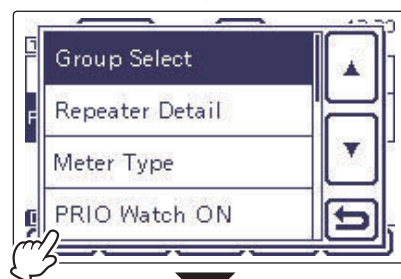 Group Select
Repeater Detail
Meter Type
PRIO Watch ON